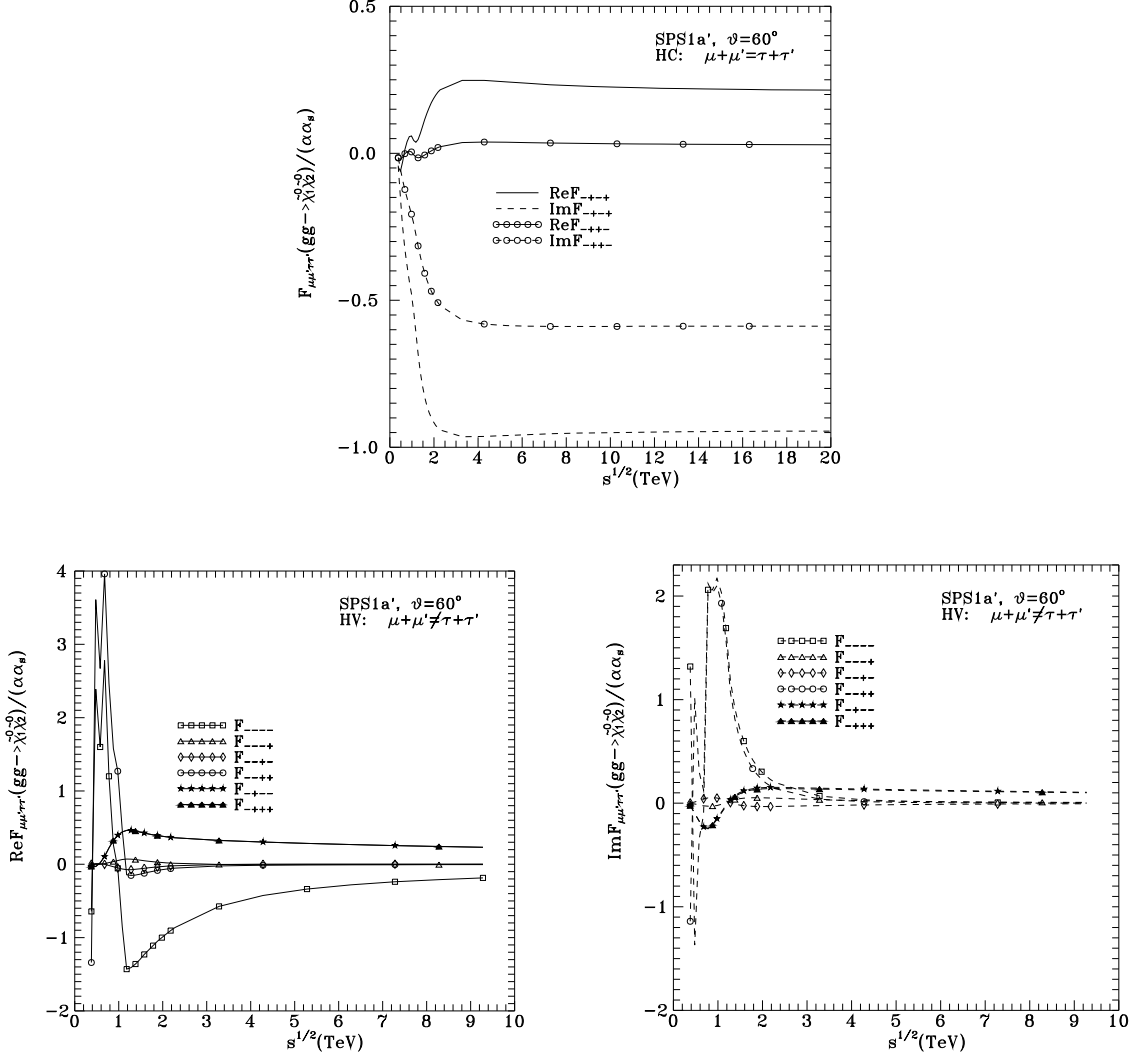 0.5
SPS1a', ϑ=60°
HC: μ+μ'=τ+τ'
F_{μμ'ττ'}(gg−>χ̃⁰₁χ̃⁰₂)/(αα_s)
0.0
ReF_{−+−+}
ImF_{−+−+}
ReF_{−++−}
ImF_{−++−}
−0.5
−1.0
0 2 4 6 8 10 12 14 16 18 20
s^{1/2}(TeV)
4
SPS1a', ϑ=60°
HV: μ+μ'≠τ+τ'
3
ReF_{μμ'ττ'}(gg−>χ̃⁰₁χ̃⁰₂)/(αα_s)
2
F_{−−−−}
F_{−−−+}
F_{−−+−}
F_{−−++}
F_{−+−−}
F_{−+++}
1
0
−1
−2
0 1 2 3 4 5 6 7 8 9 10
s^{1/2}(TeV)
2
SPS1a', ϑ=60°
HV: μ+μ'≠τ+τ'
ImF_{μμ'ττ'}(gg−>χ̃⁰₁χ̃⁰₂)/(αα_s)
F_{−−−−}
F_{−−−+}
F_{−−+−}
F_{−−++}
F_{−+−−}
F_{−+++}
1
0
−1
−2
0 1 2 3 4 5 6 7 8 9 10
s^{1/2}(TeV)